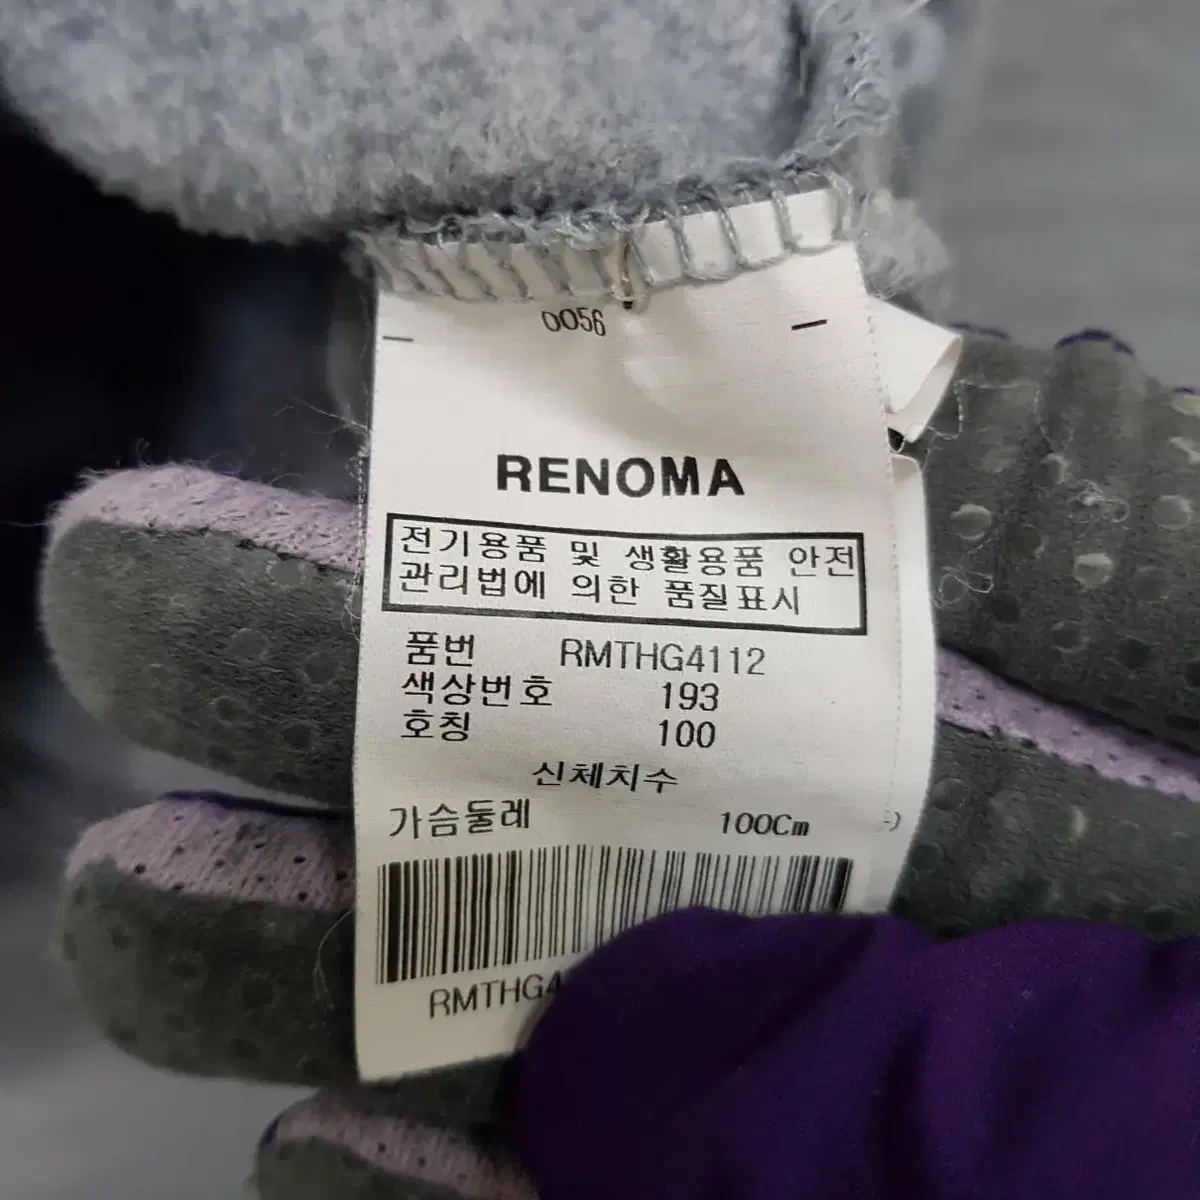 0056
RENOMA
전기용품 및 생활용품 안전
관리법에 의한 품질표시
품번 RMTHG4112
색상번호 193
호칭 100
신체치수
가슴둘레 100Cm
RMTHG4